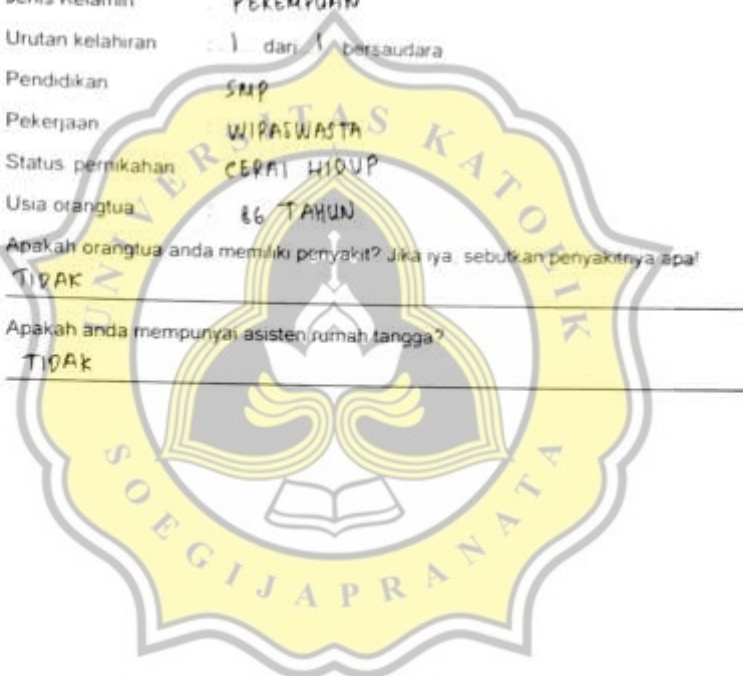 Jenis Kelamin PEREMPUAN
Urutan kelahiran : 1 dari 1 bersaudara
Pendidikan SMP
Pekerjaan : WIRASWASTA
Status pernikahan CERAI HIDUP
Usia orangtua : 86 TAHUN
Apakah orangtua anda memiliki penyakit? Jika iya, sebutkan penyakitnya apa!
TIDAK
Apakah anda mempunyai asisten rumah tangga?
TIDAK
UNIVERSITAS KATOLIK
SOEGIJAPRANATA